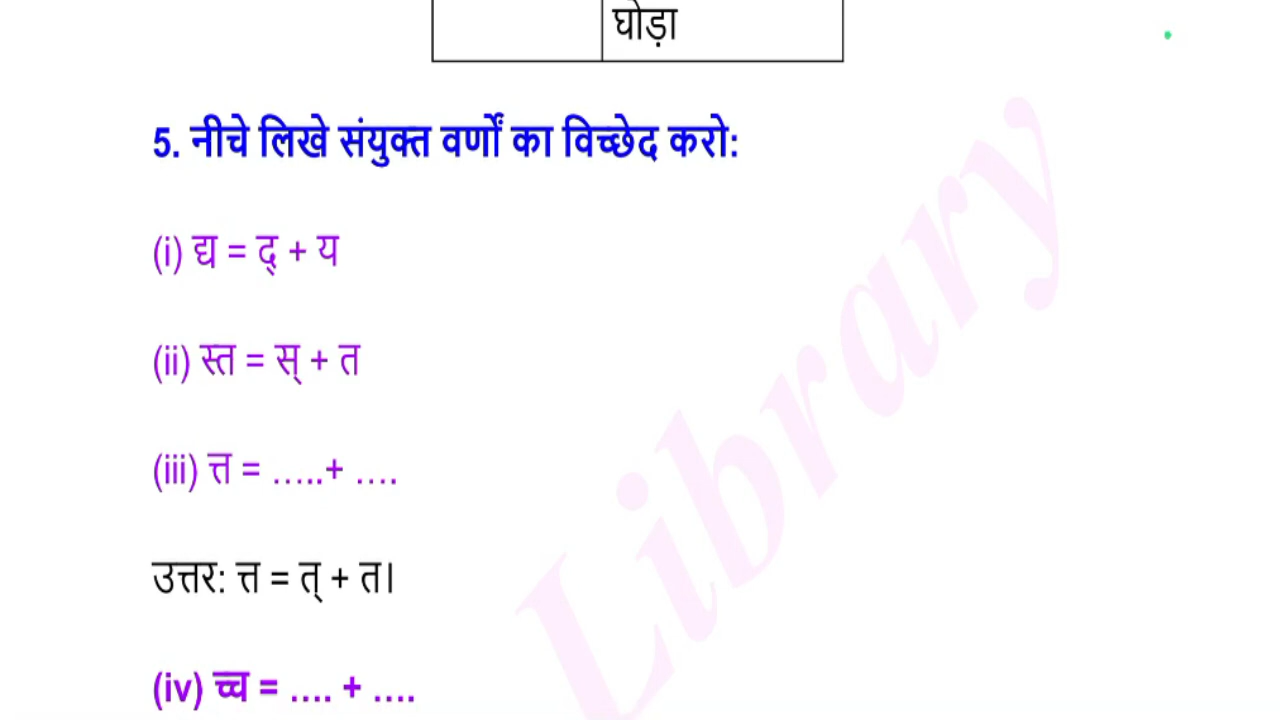 घोड़ा
5. नीचे लिखे संयुक्त वर्णों का विच्छेद करो:
(i) द्य = द् + य
(ii) स्त = स् + त
(iii) त्त = …..+ ….
उत्तर: त्त = त् + त।
(iv) च्च = …. + ….
Library